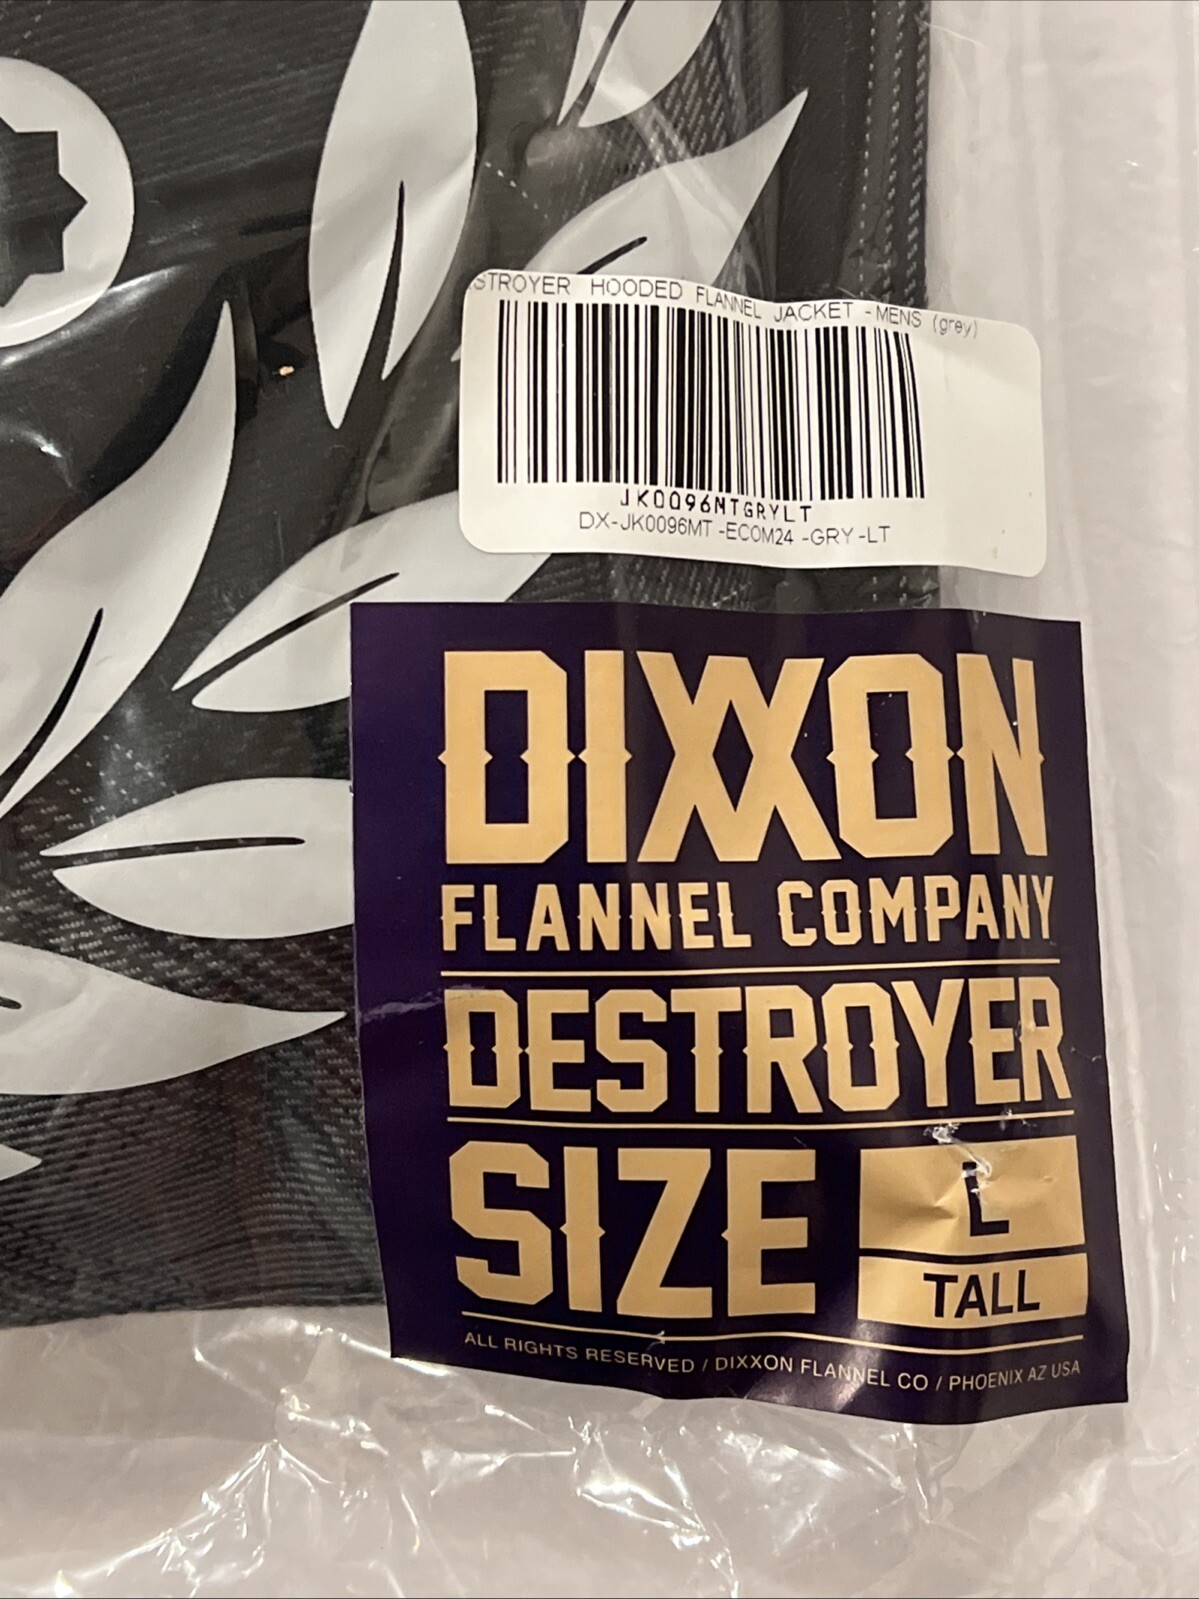 STROYER HOODED FLANNEL JACKET -MENS (grey)
JK0096MTGRYLT
DX-JK0096MT-ECOM24-GRY-LT
DIXXON
FLANNEL COMPANY
DESTROYER
SIZE L
TALL
ALL RIGHTS RESERVED / DIXXON FLANNEL CO / PHOENIX AZ USA